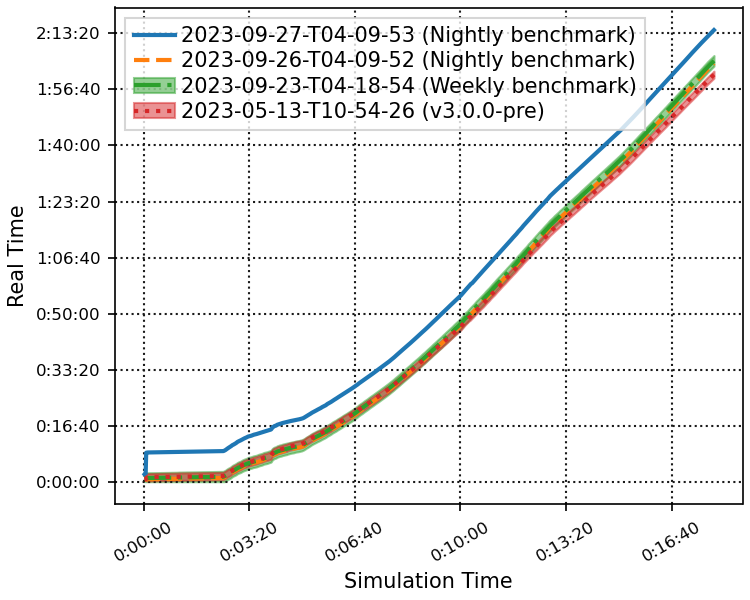 2023-09-27-T04-09-53 (Nightly benchmark)
2023-09-26-T04-09-52 (Nightly benchmark)
2023-09-23-T04-18-54 (Weekly benchmark)
2023-05-13-T10-54-26 (v3.0.0-pre)
Real Time
2:13:20
1:56:40
1:40:00
1:23:20
1:06:40
0:50:00
0:33:20
0:16:40
0:00:00
0:00:00
0:03:20
0:06:40
0:10:00
0:13:20
0:16:40
Simulation Time